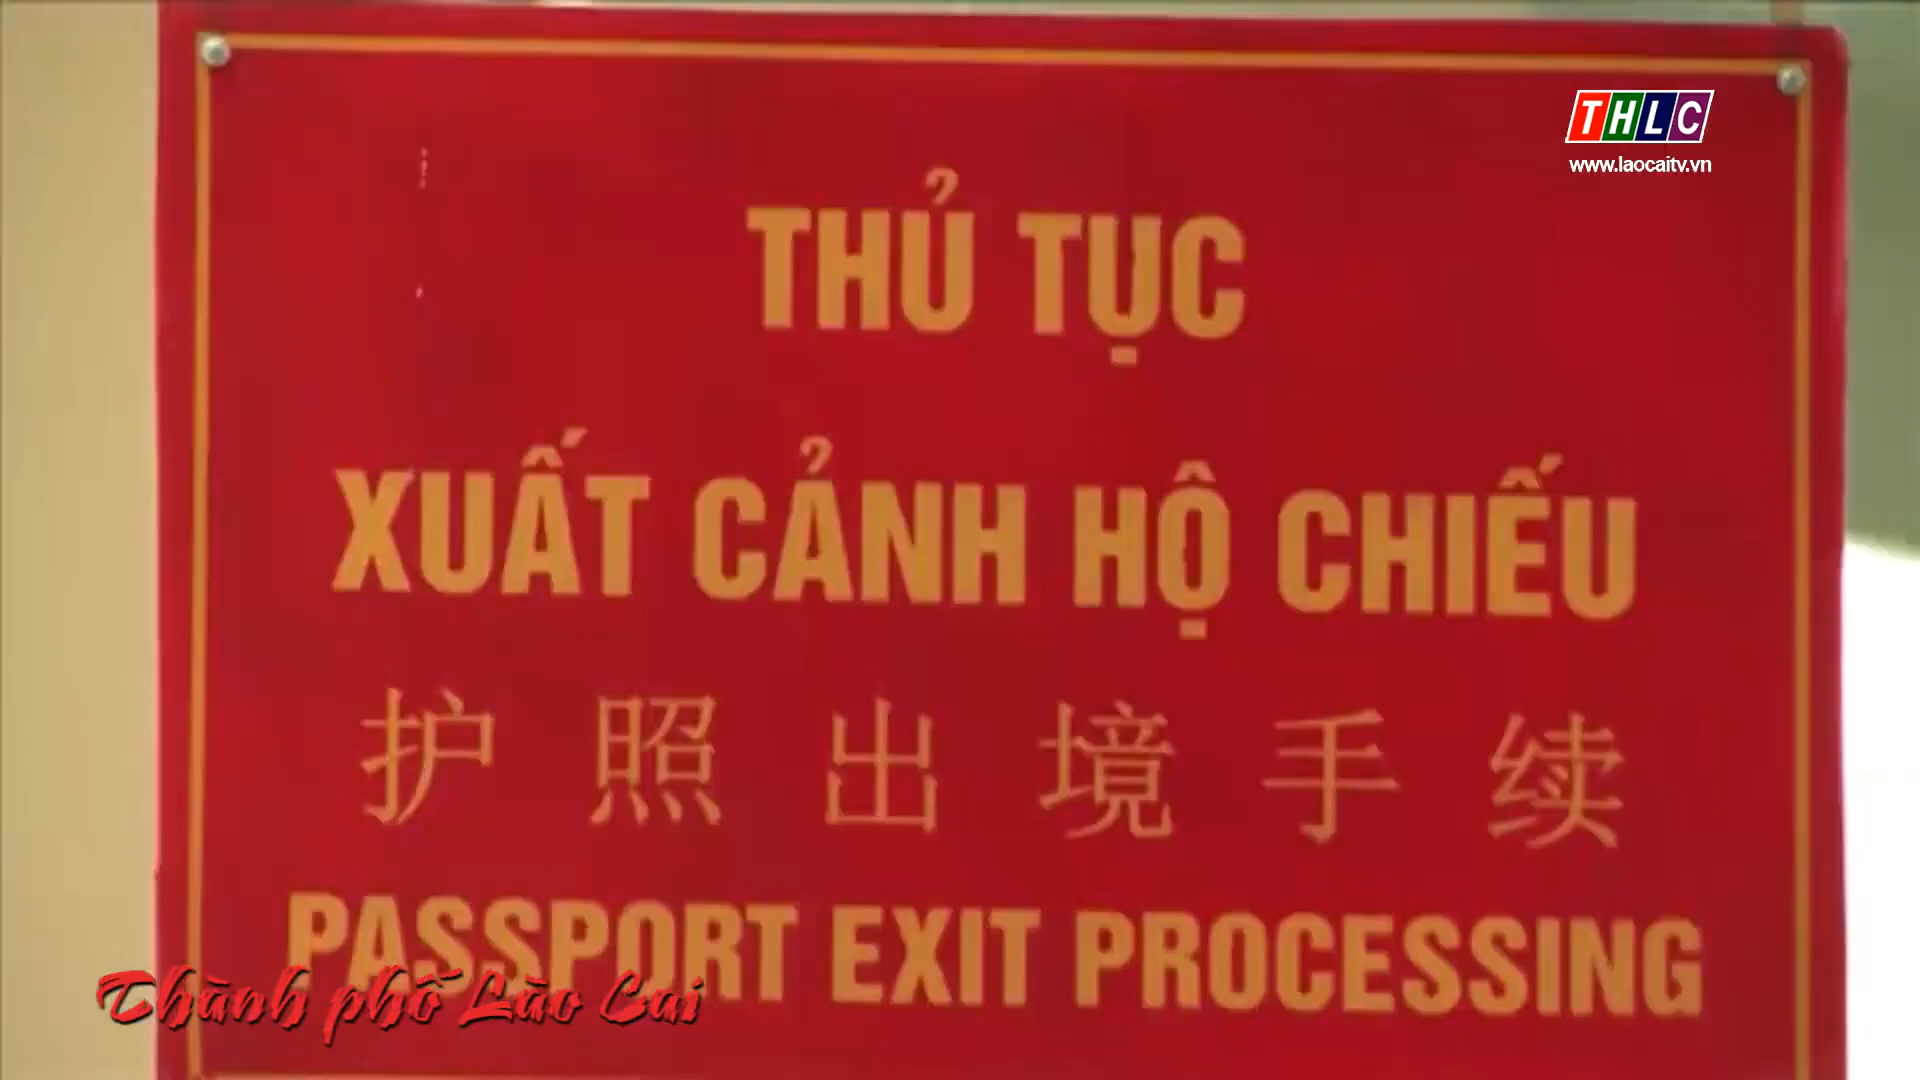 THLC
www.laocaitv.vn
THỦ TỤC
XUẤT CẢNH HỘ CHIẾU
护照出境手续
PASSPORT EXIT PROCESSING
Thành phố Lào Cai